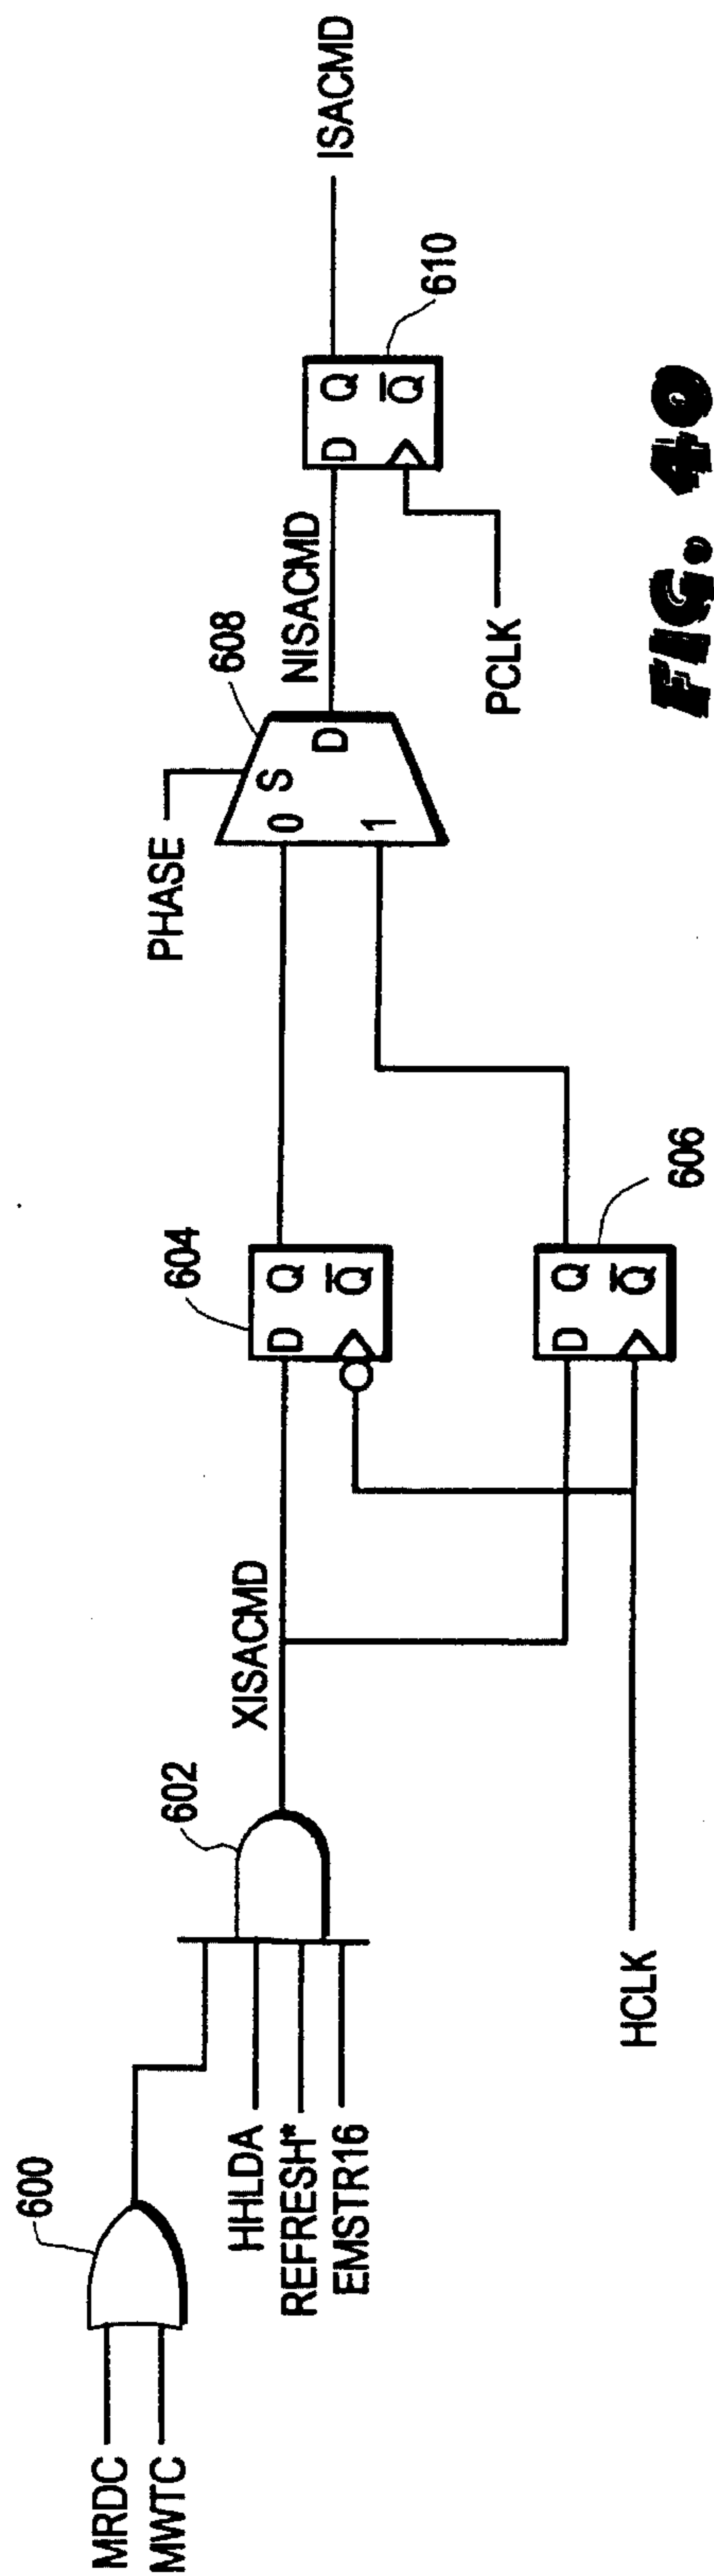 MRDC
MWTC
600
HHLDA
REFRESH*
EMSTR16
602
XISACMD
HCLK
604
D Q
Q̅
606
D Q
Q̅
PHASE
608
S
0
1
D
NISACMD
PCLK
D Q
Q̅
610
ISACMD
FIG. 40